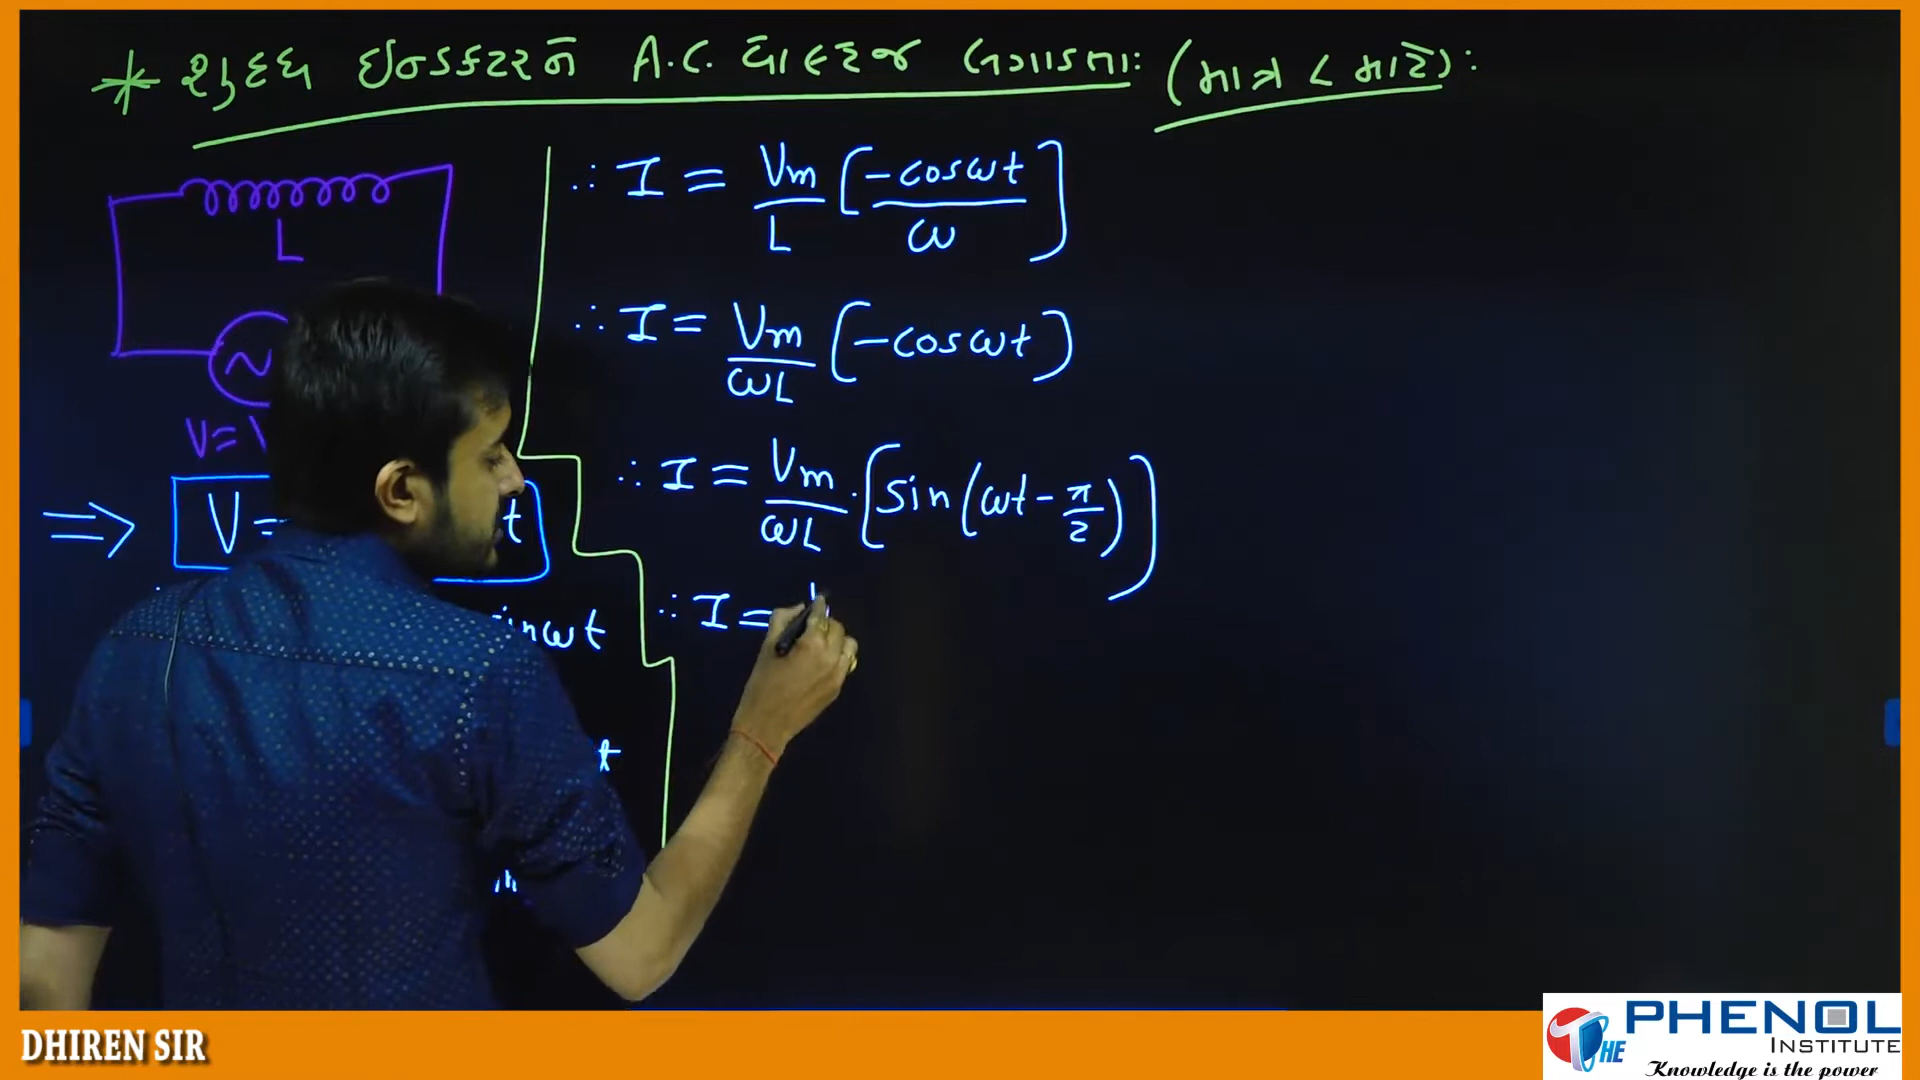 * શુદ્ધ ઇન્ડક્ટરને A.C. વોલ્ટેજ લગાડતા: (માત્ર L માટે):
L
V=
⇒ V= t
sinωt
t
m
∴ I = Vm/L [-cosωt/ω]
∴ I = Vm/ωL (-cosωt)
∴ I = Vm/ωL . [sin(ωt-π/2)]
∴ I =
DHIREN SIR
THE PHENOL
INSTITUTE
Knowledge is the power